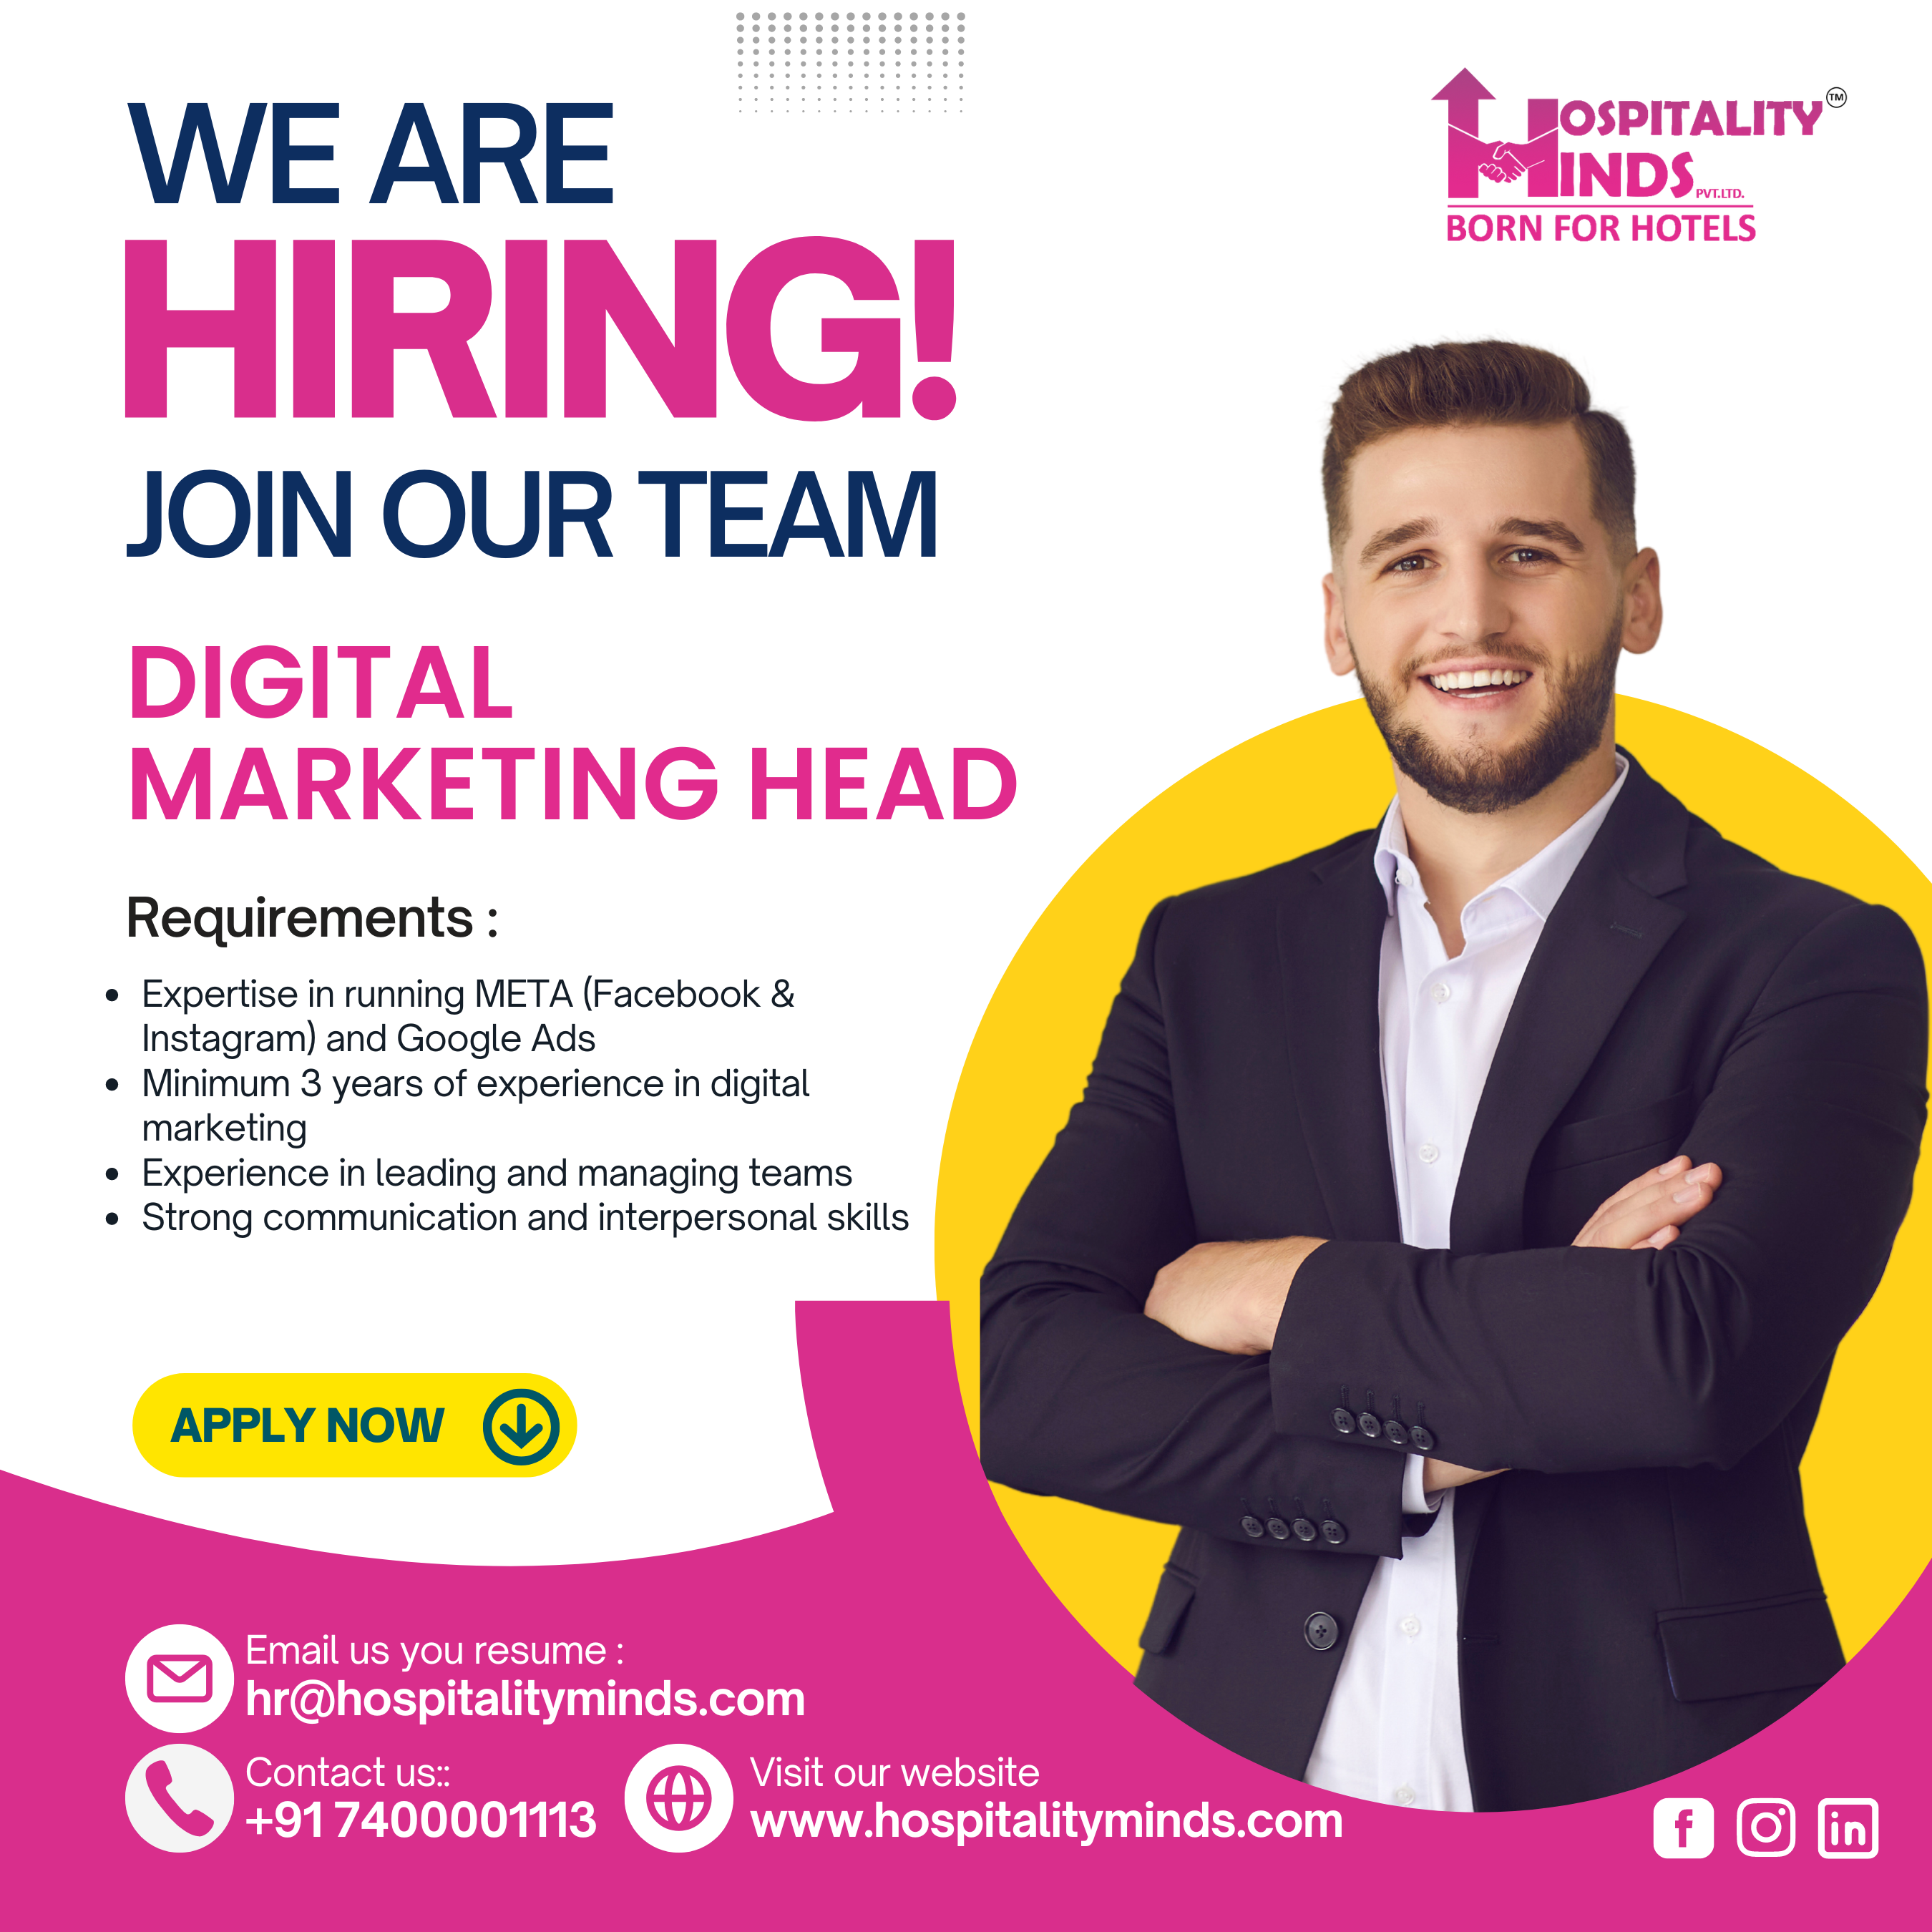 WE ARE
HIRING!
JOIN OUR TEAM
HOSPITALITY TM
MINDS PVT.LTD.
BORN FOR HOTELS
DIGITAL
MARKETING HEAD
Requirements :
• Expertise in running META (Facebook &
Instagram) and Google Ads
• Minimum 3 years of experience in digital
marketing
• Experience in leading and managing teams
• Strong communication and interpersonal skills
APPLY NOW
Email us you resume :
hr@hospitalityminds.com
Contact us::
+91 7400001113
Visit our website
www.hospitalityminds.com